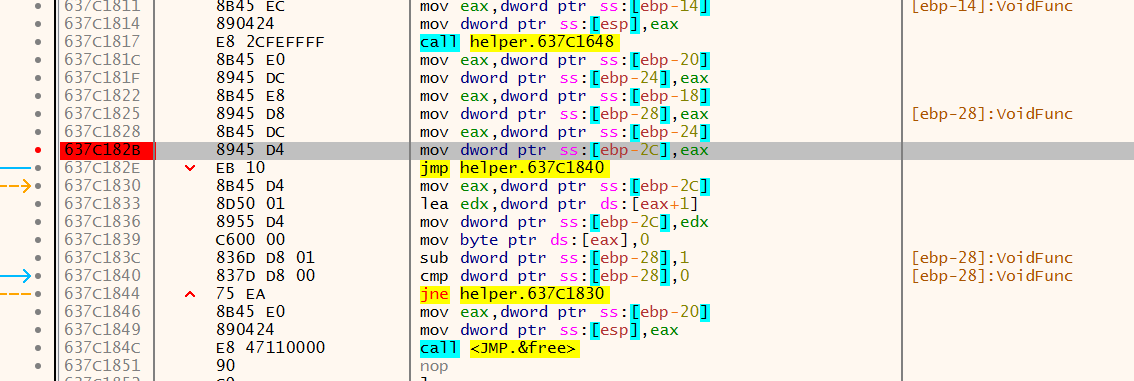 637C1811 8B45 EC mov eax,dword ptr ss:[ebp-14] [ebp-14]:VoidFunc
637C1814 890424 mov dword ptr ss:[esp],eax
637C1817 E8 2CFEFFFF call helper.637C1648
637C181C 8B45 E0 mov eax,dword ptr ss:[ebp-20]
637C181F 8945 DC mov dword ptr ss:[ebp-24],eax
637C1822 8B45 E8 mov eax,dword ptr ss:[ebp-18]
637C1825 8945 D8 mov dword ptr ss:[ebp-28],eax [ebp-28]:VoidFunc
637C1828 8B45 DC mov eax,dword ptr ss:[ebp-24]
637C182B 8945 D4 mov dword ptr ss:[ebp-2C],eax
637C182E EB 10 jmp helper.637C1840
637C1830 8B45 D4 mov eax,dword ptr ss:[ebp-2C]
637C1833 8D50 01 lea edx,dword ptr ds:[eax+1]
637C1836 8955 D4 mov dword ptr ss:[ebp-2C],edx
637C1839 C600 00 mov byte ptr ds:[eax],0
637C183C 836D D8 01 sub dword ptr ss:[ebp-28],1 [ebp-28]:VoidFunc
637C1840 837D D8 00 cmp dword ptr ss:[ebp-28],0 [ebp-28]:VoidFunc
637C1844 75 EA jne helper.637C1830
637C1846 8B45 E0 mov eax,dword ptr ss:[ebp-20]
637C1849 890424 mov dword ptr ss:[esp],eax
637C184C E8 47110000 call <JMP.&free>
637C1851 90 nop